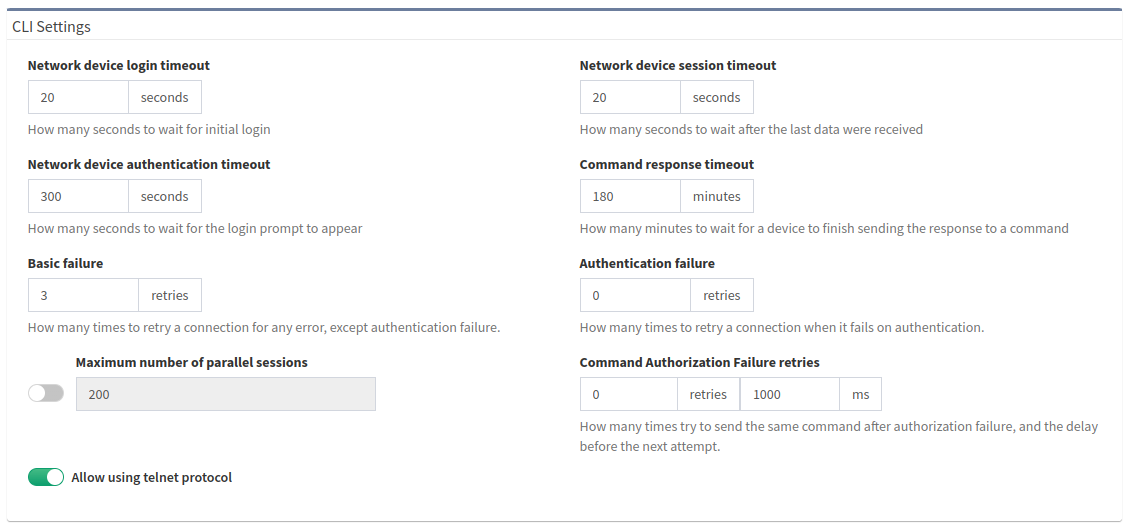 CLI Settings
Network device login timeout
20 seconds
How many seconds to wait for initial login
Network device session timeout
20 seconds
How many seconds to wait after the last data were received
Network device authentication timeout
300 seconds
How many seconds to wait for the login prompt to appear
Command response timeout
180 minutes
How many minutes to wait for a device to finish sending the response to a command
Basic failure
3 retries
How many times to retry a connection for any error, except authentication failure.
Authentication failure
0 retries
How many times to retry a connection when it fails on authentication.
Maximum number of parallel sessions
200
Command Authorization Failure retries
0 retries 1000 ms
How many times try to send the same command after authorization failure, and the delay
before the next attempt.
Allow using telnet protocol